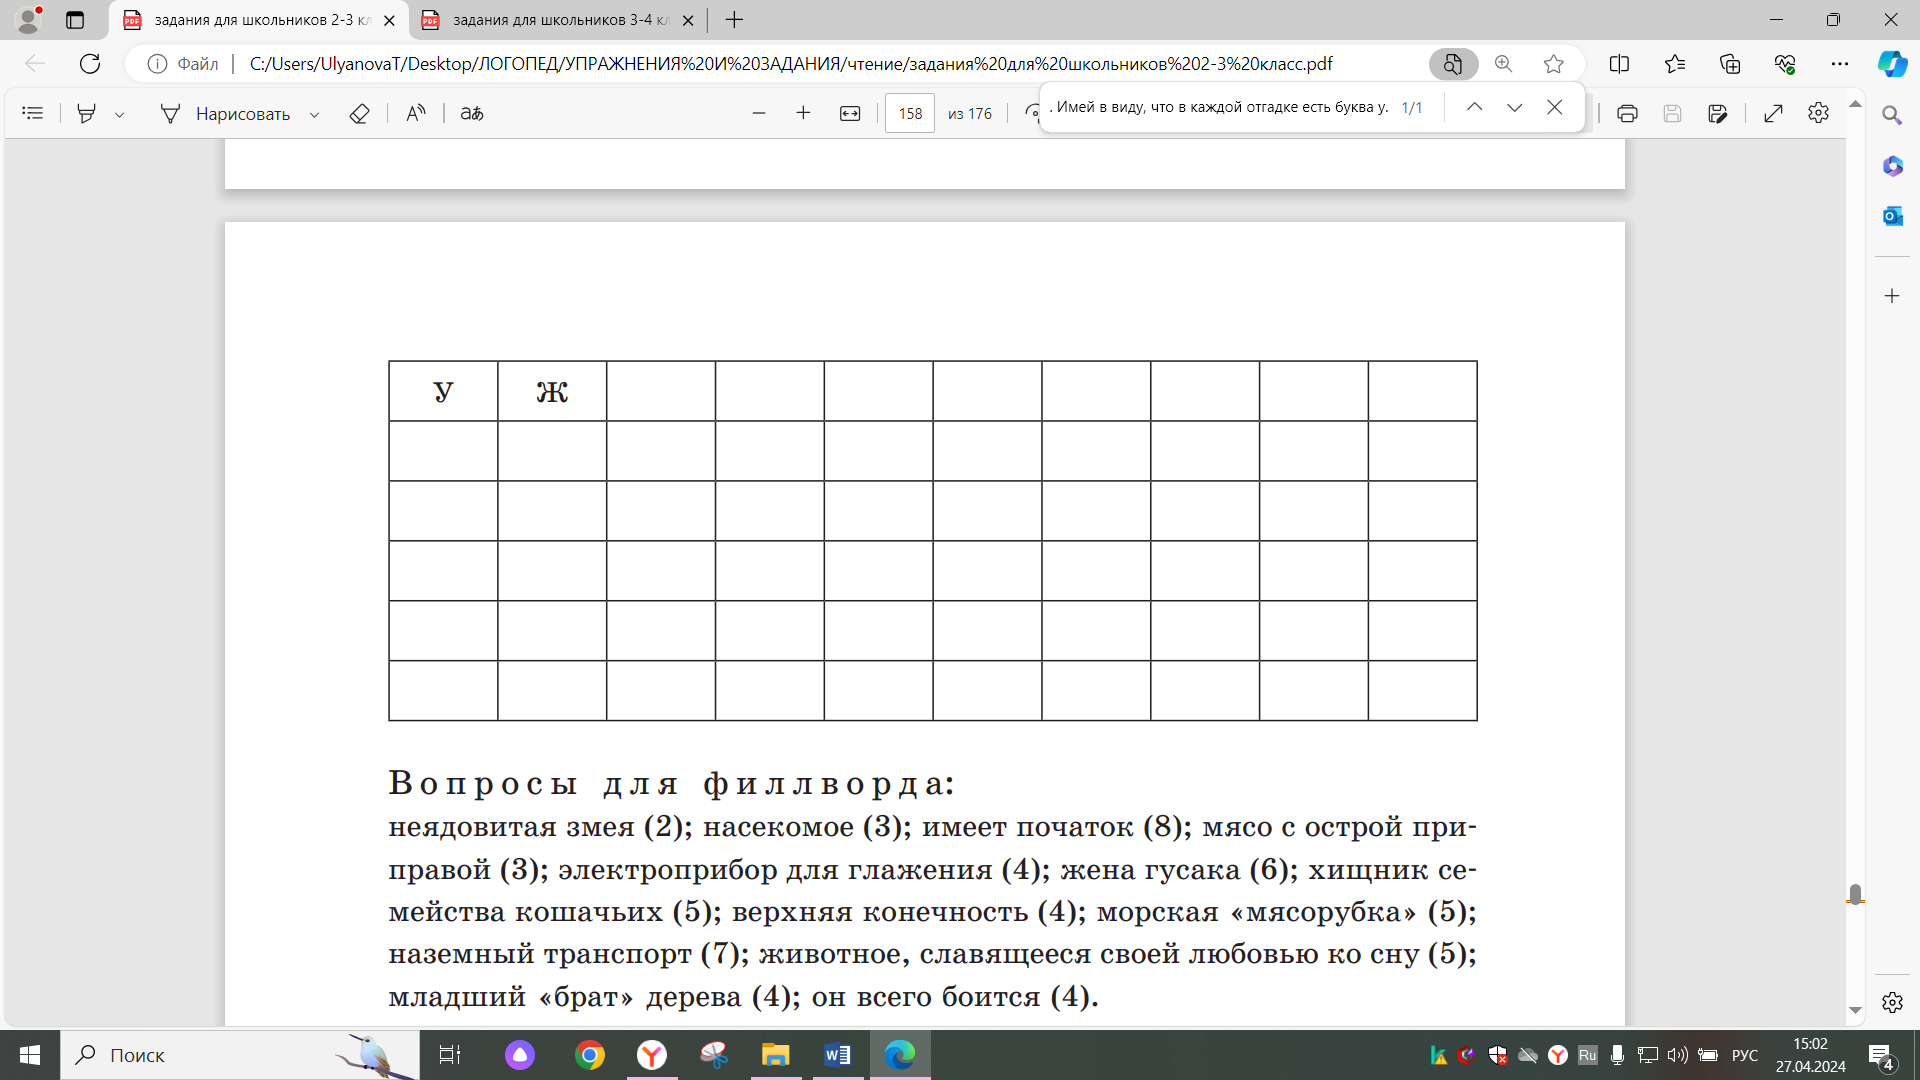 задания для школьников 2-3 кл
задания для школьников 3-4 кл
Файл
C:/Users/UlyanovaT/Desktop/ЛОГОПЕД/УПРАЖНЕНИЯ%20И%20ЗАДАНИЯ/чтение/задания%20для%20школьников%202-3%20класс.pdf
Нарисовать
aあ
158 из 176
. Имей в виду, что в каждой отгадке есть буква у. 1/1
У Ж
Вопросы для филлворда:
неядовитая змея (2); насекомое (3); имеет початок (8); мясо с острой при-
правой (3); электроприбор для глажения (4); жена гусака (6); хищник се-
мейства кошачьих (5); верхняя конечность (4); морская «мясорубка» (5);
наземный транспорт (7); животное, славящееся своей любовью ко сну (5);
младший «брат» дерева (4); он всего боится (4).
Поиск
Ru
РУС
15:02
27.04.2024
4